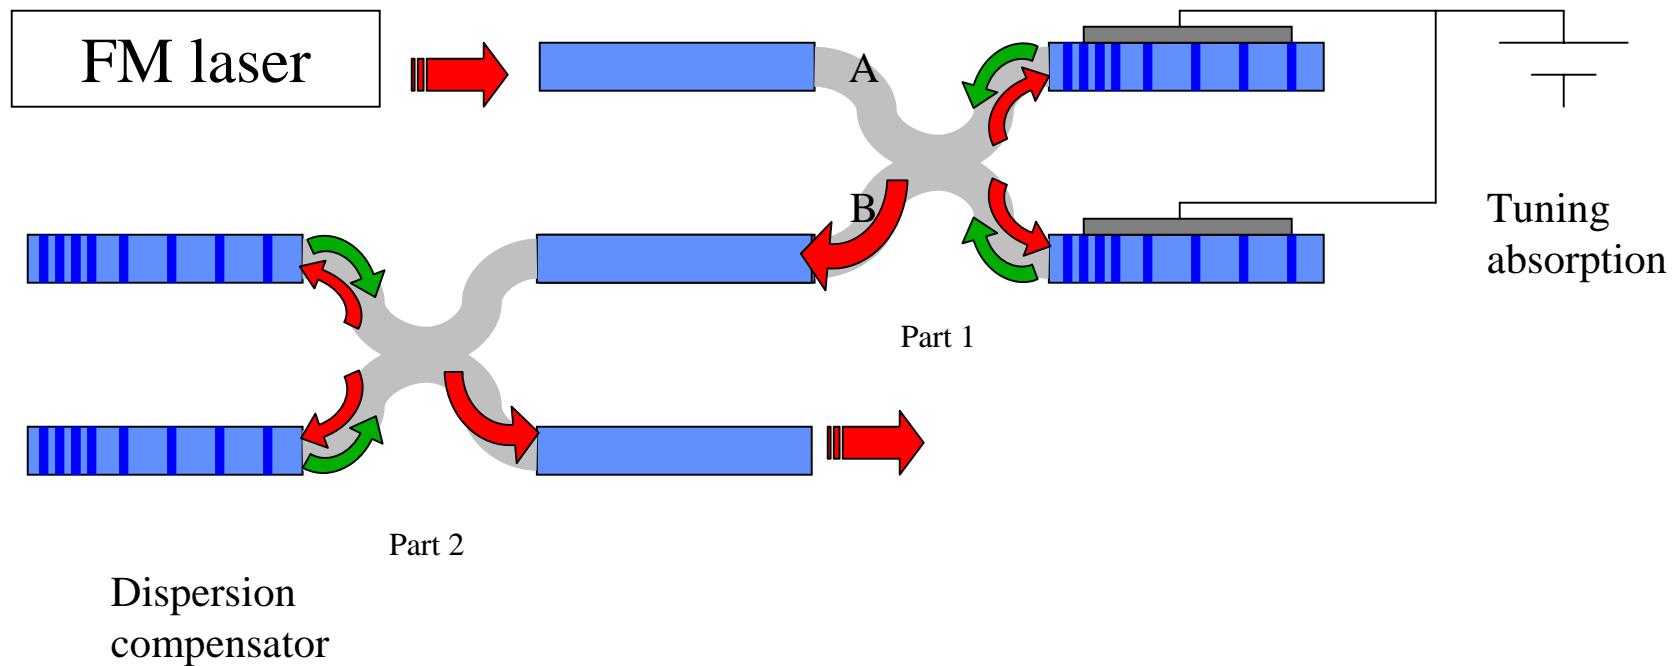 FM laser
A
B
Tuning
absorption
Part 1
Part 2
Dispersion
compensator